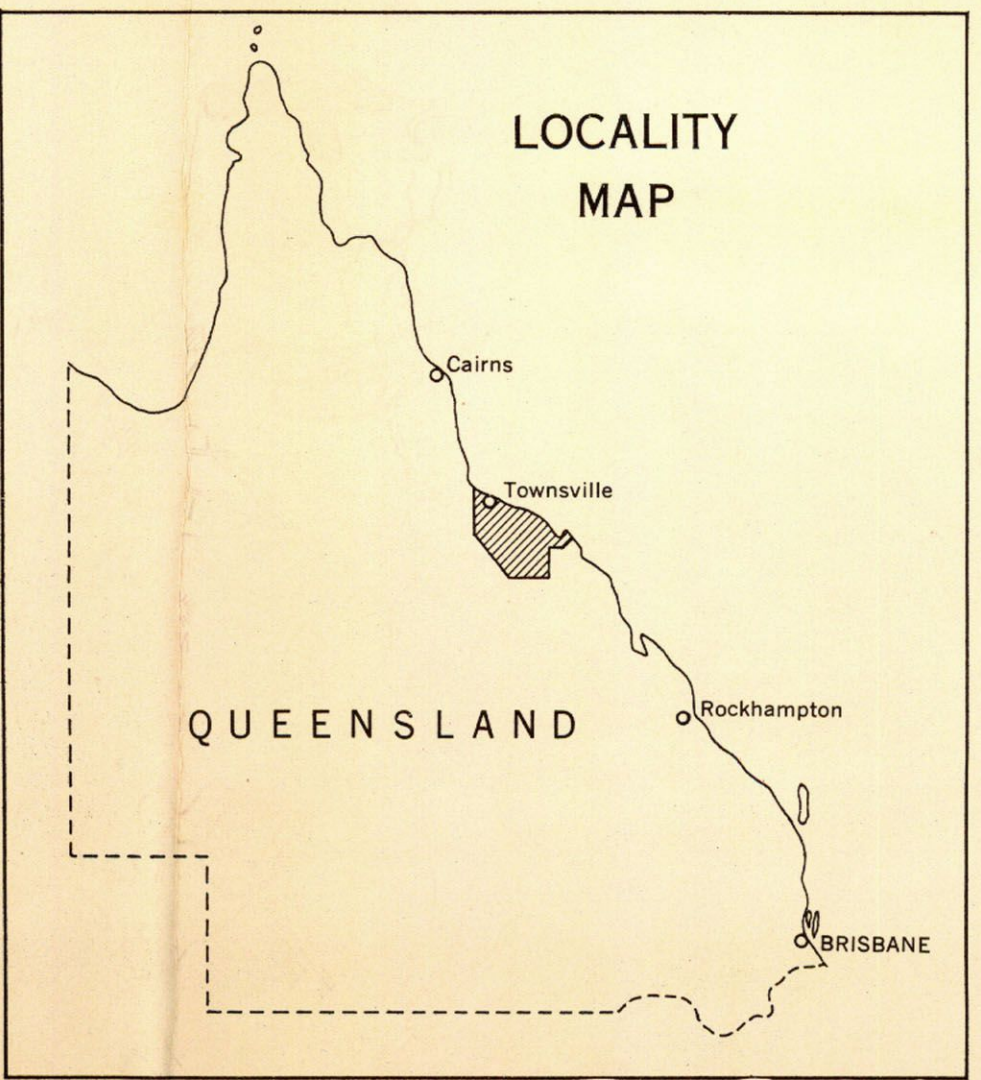 LOCALITY
MAP
Cairns
Townsville
QUEENSLAND
Rockhampton
BRISBANE